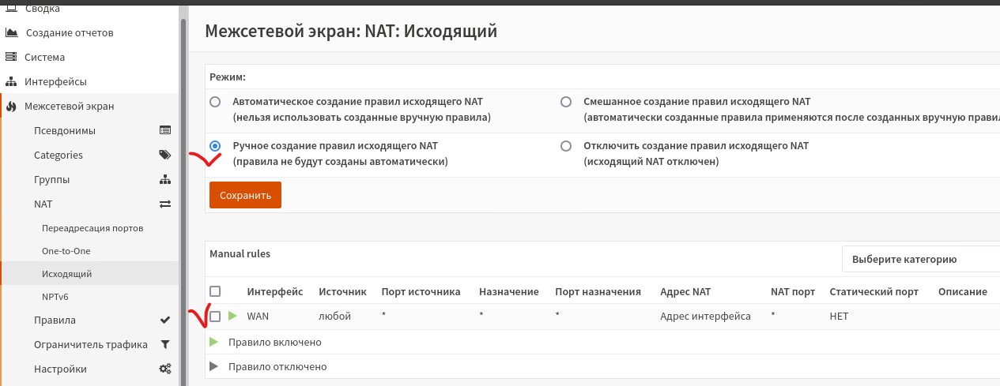 Сводка
Создание отчетов
Система
Интерфейсы
Межсетевой экран
Псевдонимы
Categories
Группы
NAT
Переадресация портов
One-to-One
Исходящий
NPTv6
Правила
Ограничитель трафика
Настройки
Межсетевой экран: NAT: Исходящий
Режим:
Автоматическое создание правил исходящего NAT
(нельзя использовать созданные вручную правила)
Смешанное создание правил исходящего NAT
(автоматически созданные правила применяются после созданных вручную
Ручное создание правил исходящего NAT
(правила не будут созданы автоматически)
Отключить создание правил исходящего NAT
(исходящий NAT отключен)
Сохранить
Manual rules
Выберите категорию
Интерфейс Источник Порт источника Назначение Порт назначения Адрес NAT NAT порт Статический порт Описание
WAN любой * * * Адрес интерфейса * НЕТ
Правило включено
Правило отключено